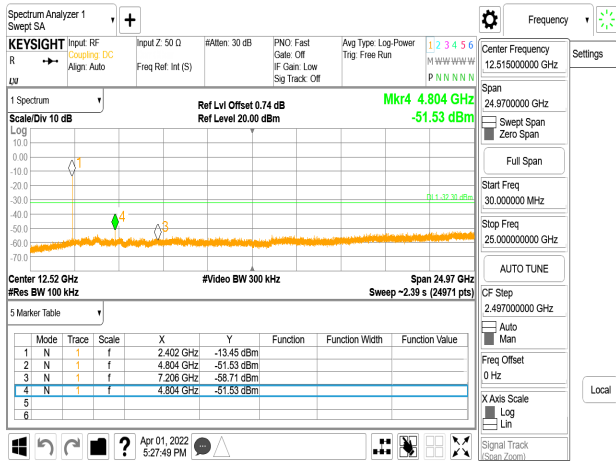 Spectrum Analyzer 1
Swept SA
Frequency
KEYSIGHT
Input: RF
Coupling: DC
Align: Auto
Input Z: 50 Ω
Freq Ref: Int (S)
#Atten: 30 dB
PNO: Fast
Gate: Off
IF Gain: Low
Sig Track: Off
Avg Type: Log-Power
Trig: Free Run
1 2 3 4 5 6
M W W W W W
P N N N N N
R
LXI
1 Spectrum
Scale/Div 10 dB
Ref Lvl Offset 0.74 dB
Ref Level 20.00 dBm
Mkr4 4.804 GHz
-51.53 dBm
Log
10.0
0.00
-10.0
-20.0
-30.0
-40.0
-50.0
-60.0
-70.0
1
4
3
DL1 -32.30 dBm
Center 12.52 GHz
#Res BW 100 kHz
#Video BW 300 kHz
Span 24.97 GHz
Sweep ~2.39 s (24971 pts)
5 Marker Table
Mode Trace Scale X Y Function Function Width Function Value
1 N 1 f 2.402 GHz -13.45 dBm
2 N 1 f 4.804 GHz -51.53 dBm
3 N 1 f 7.206 GHz -58.71 dBm
4 N 1 f 4.804 GHz -51.53 dBm
5
6
Apr 01, 2022
5:27:49 PM
Center Frequency
12.515000000 GHz
Span
24.9700000 GHz
Swept Span
Zero Span
Full Span
Start Freq
30.000000 MHz
Stop Freq
25.000000000 GHz
AUTO TUNE
CF Step
2.497000000 GHz
Auto
Man
Freq Offset
0 Hz
X Axis Scale
Log
Lin
Signal Track
(Span Zoom)
Settings
Local